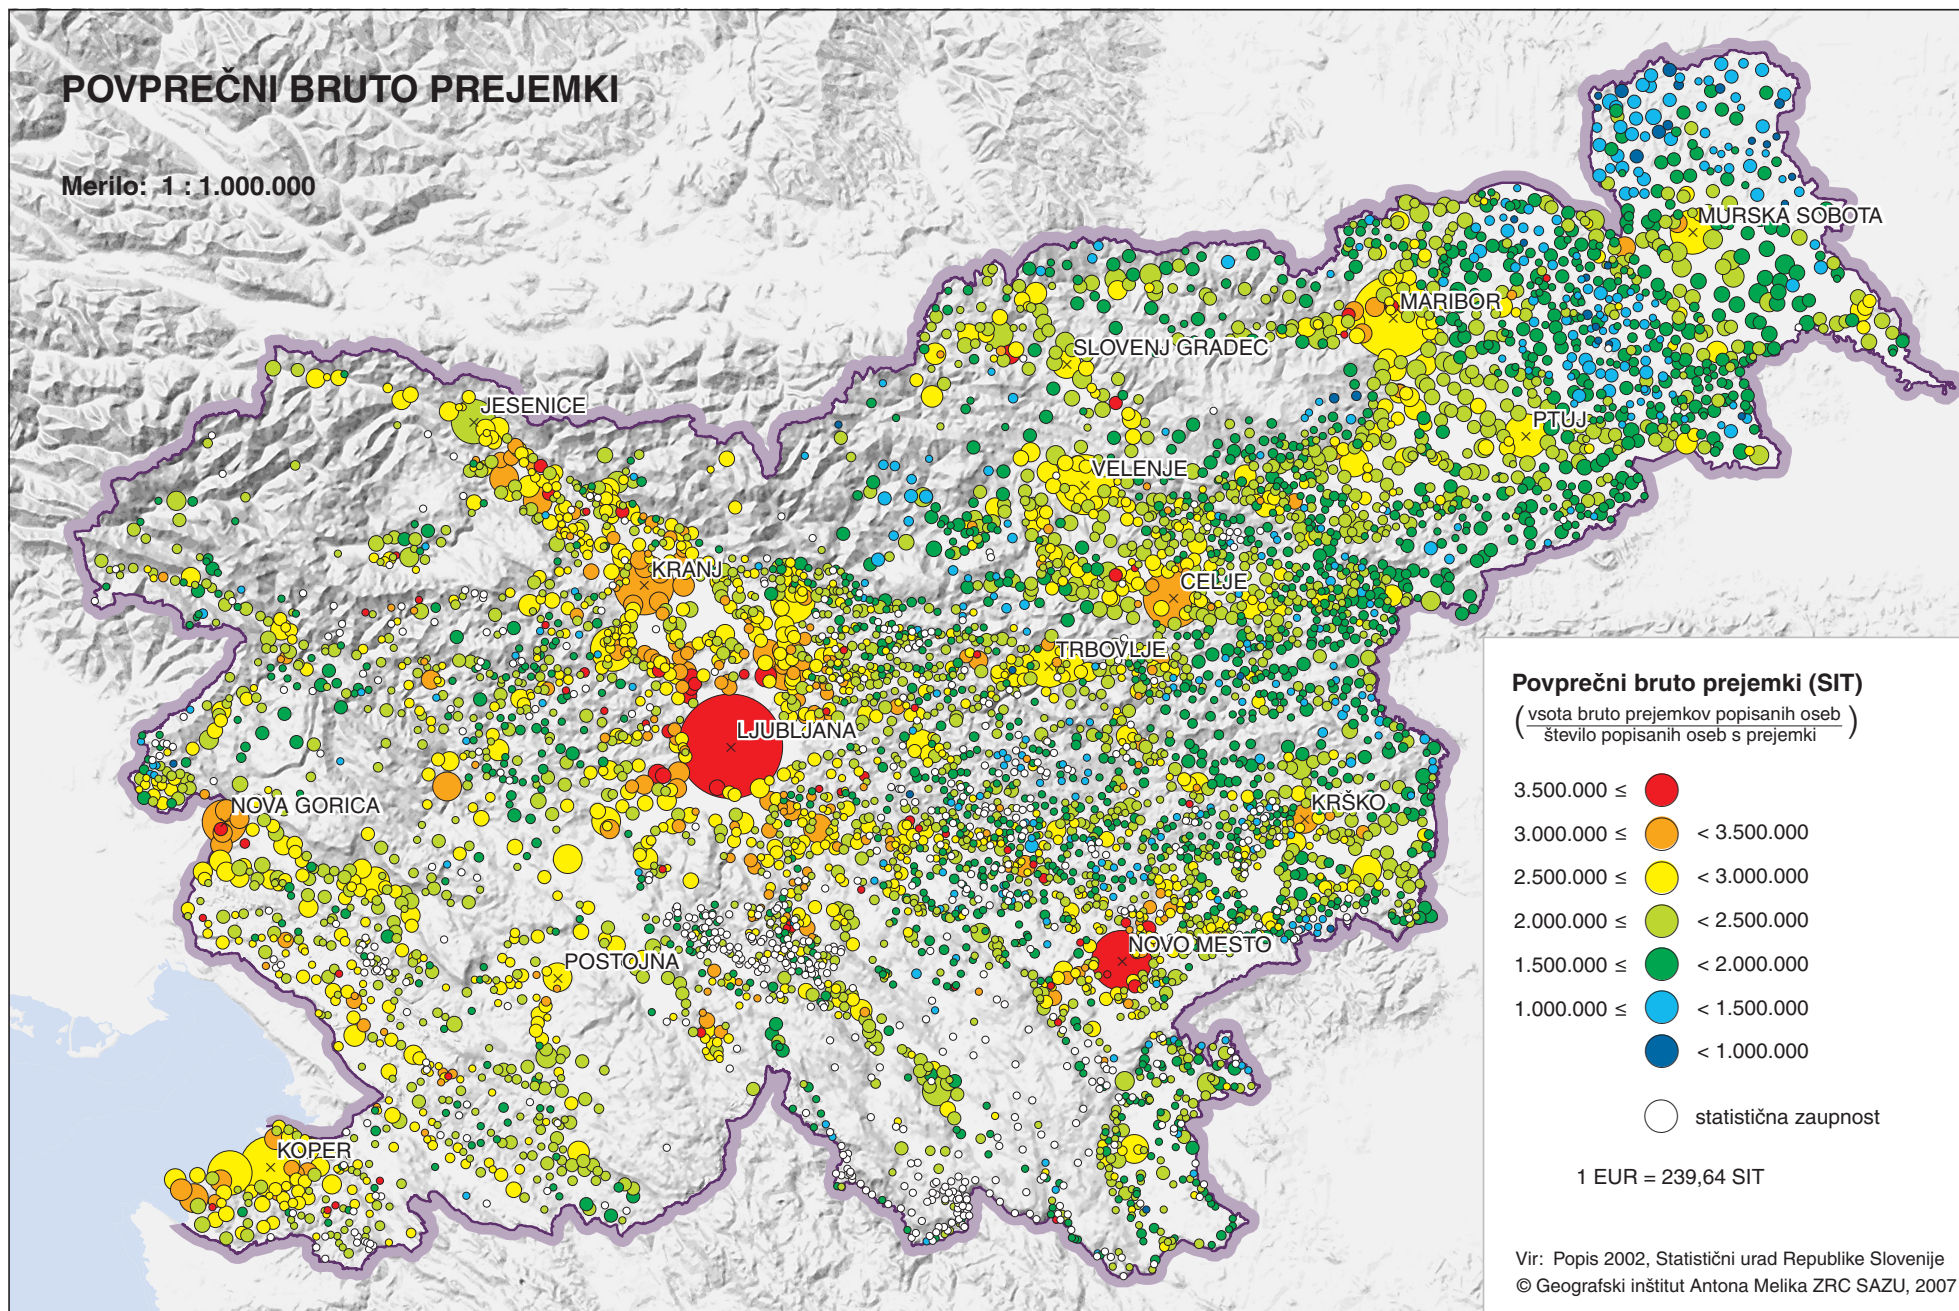 POVPREČNI BRUTO PREJEMKI
Merilo: 1 : 1.000.000
MURSKA SOBOTA
MARIBOR
SLOVENJ GRADEC
JESENICE
PTUJ
VELENJE
KRANJ
CELJE
TRBOVLJE
LJUBLJANA
NOVA GORICA
KRŠKO
NOVO MESTO
POSTOJNA
KOPER
Povprečni bruto prejemki (SIT)
(vsota bruto prejemkov popisanih oseb
število popisanih oseb s prejemki)
3.500.000 ≤
3.000.000 ≤ < 3.500.000
2.500.000 ≤ < 3.000.000
2.000.000 ≤ < 2.500.000
1.500.000 ≤ < 2.000.000
1.000.000 ≤ < 1.500.000
< 1.000.000
statistična zaupnost
1 EUR = 239,64 SIT
Vir: Popis 2002, Statistični urad Republike Slovenije
© Geografski inštitut Antona Melika ZRC SAZU, 2007